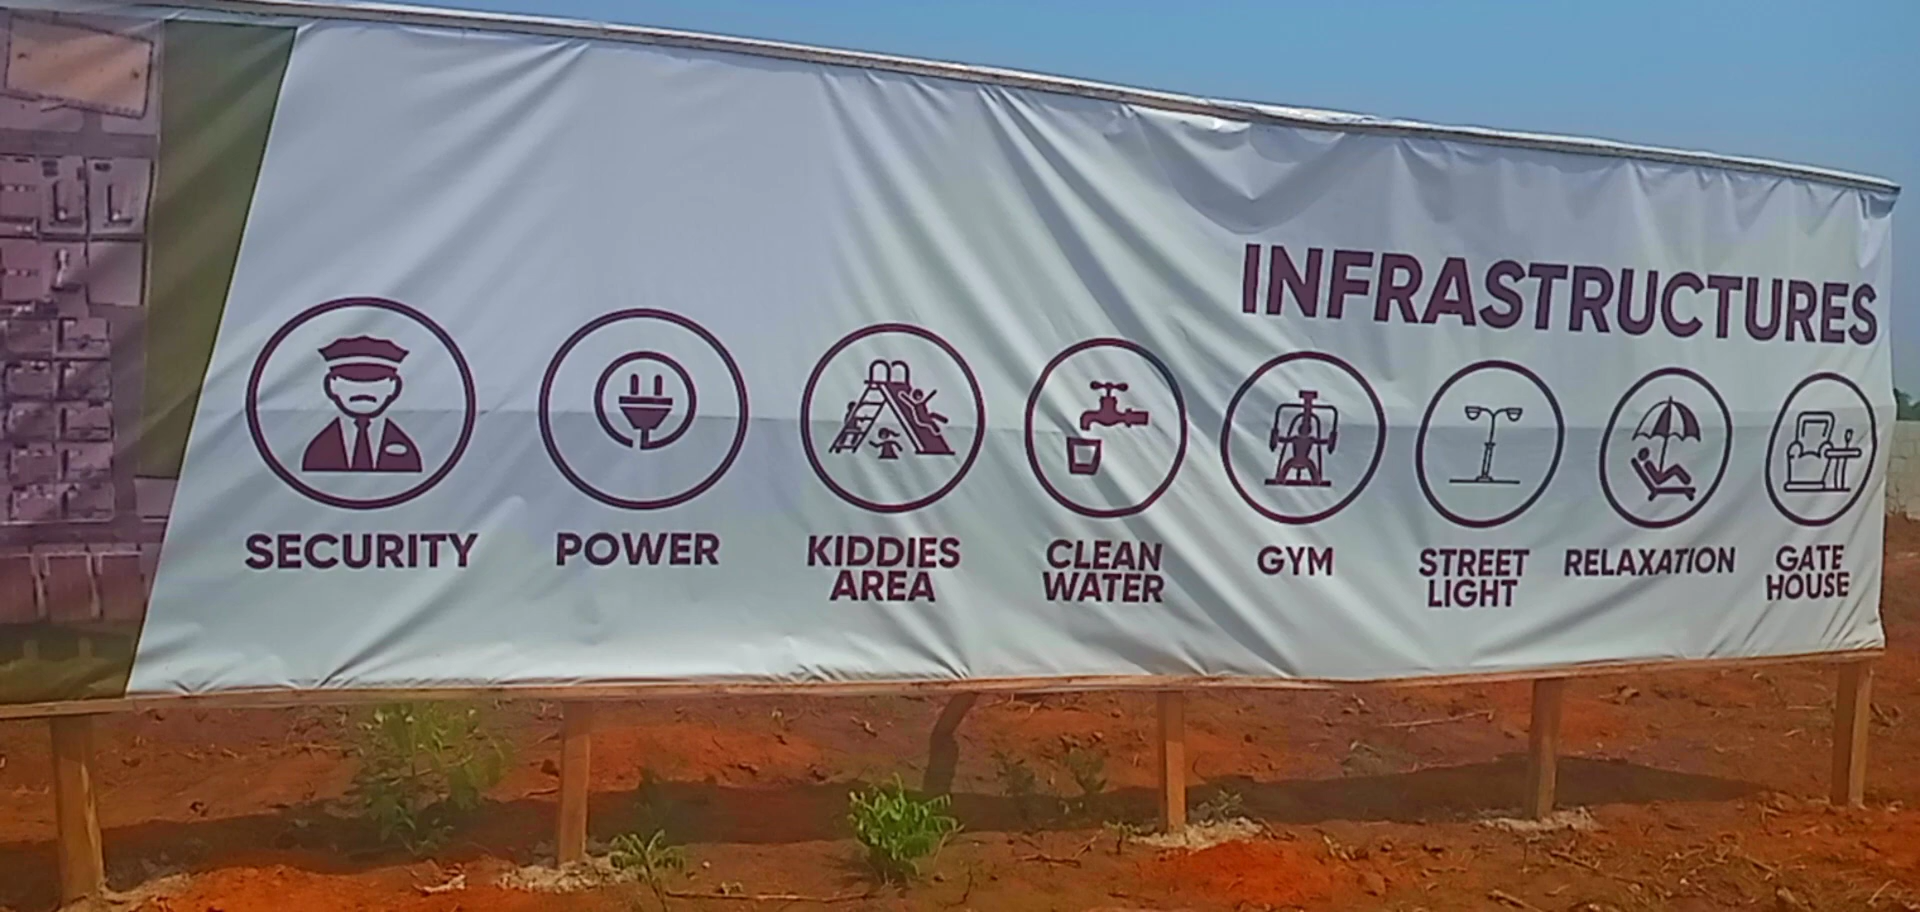 INFRASTRUCTURES
SECURITY
POWER
KIDDIES
AREA
CLEAN
WATER
GYM
STREET
LIGHT
RELAXATION
GATE
HOUSE